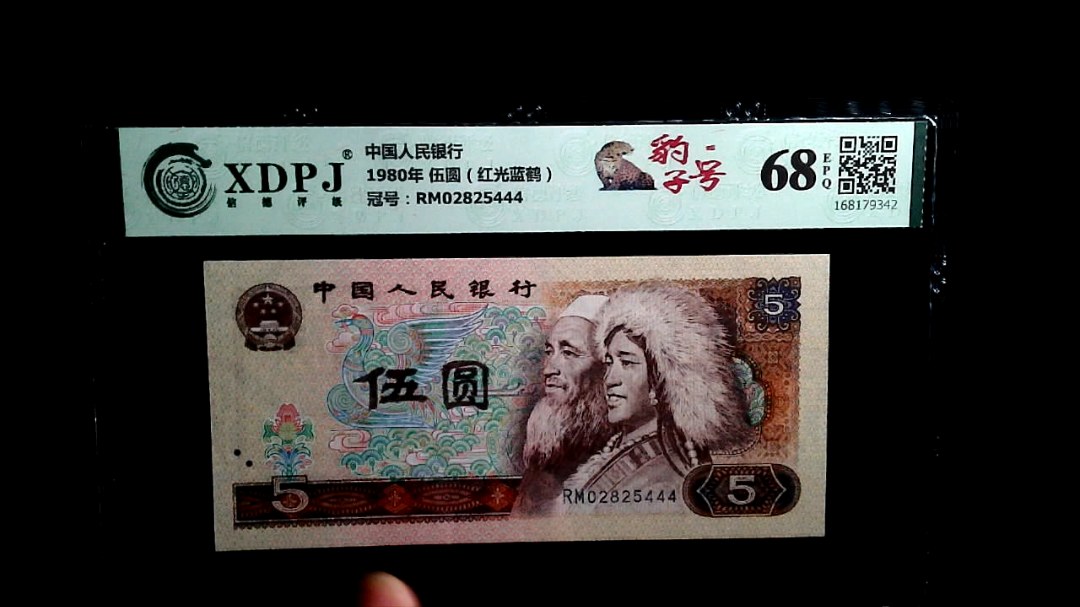 XDPJ®
信德评级
中国人民银行
1980年 伍圆（红光蓝鹤）
冠号：RM02825444
豹子号
68
EPQ
168179342
中国人民银行
5
伍圆
5
RM02825444
5